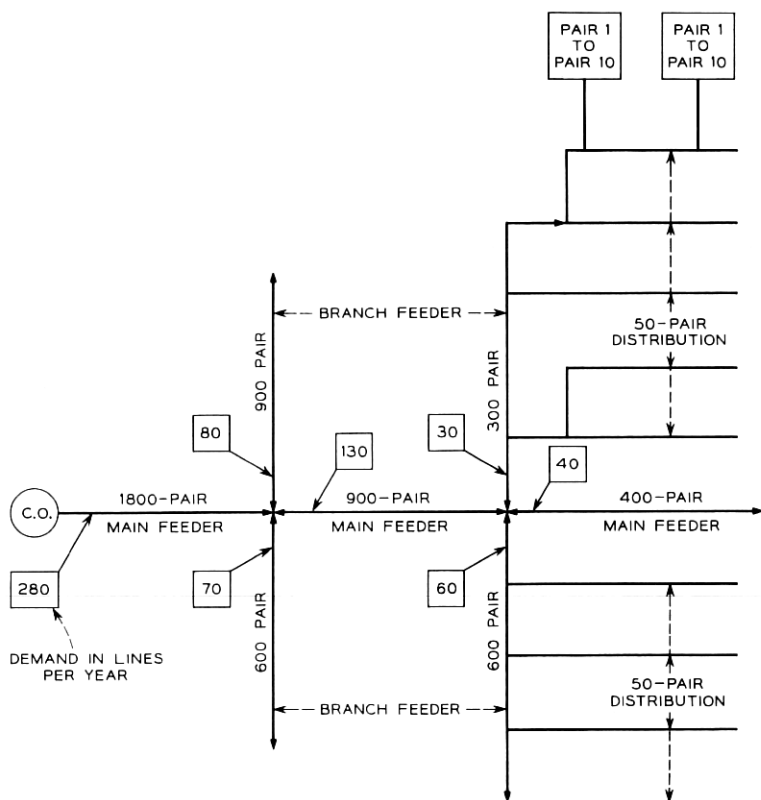 PAIR 1
TO
PAIR 10
PAIR 1
TO
PAIR 10
BRANCH FEEDER
50-PAIR
DISTRIBUTION
900 PAIR
300 PAIR
80
130
30
40
C.O.
1800-PAIR
MAIN FEEDER
900-PAIR
MAIN FEEDER
400-PAIR
MAIN FEEDER
280
70
60
600 PAIR
600 PAIR
DEMAND IN LINES
PER YEAR
BRANCH FEEDER
50-PAIR
DISTRIBUTION